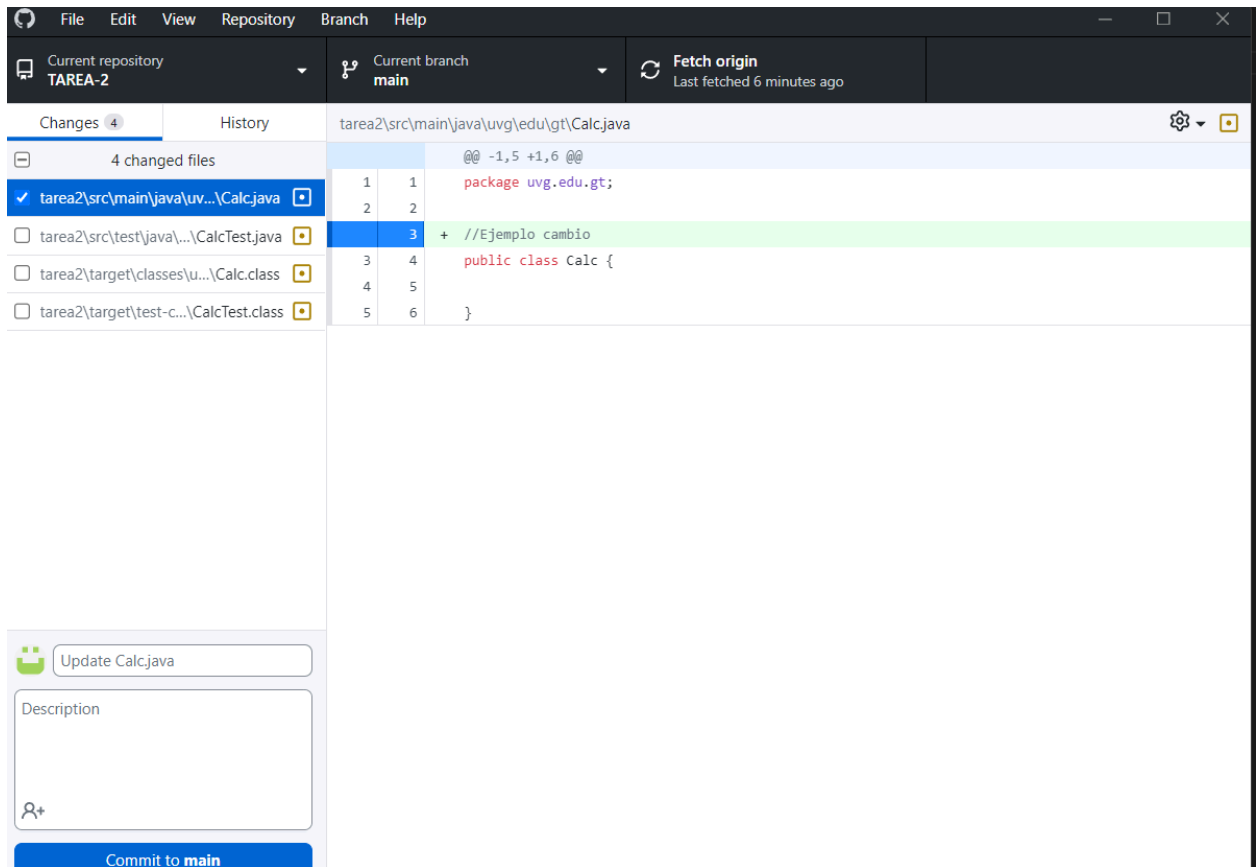 File Edit View Repository Branch Help
Current repository
TAREA-2
Current branch
main
Fetch origin
Last fetched 6 minutes ago
Changes 4
History
tarea2\src\main\java\uvg\edu\gt\Calc.java
4 changed files
tarea2\src\main\java\uv...\Calc.java
tarea2\src\test\java\...\CalcTest.java
tarea2\target\classes\u...\Calc.class
tarea2\target\test-c...\CalcTest.class
@@ -1,5 +1,6 @@
1 1 package uvg.edu.gt;
2 2
3 + //Ejemplo cambio
3 4 public class Calc {
4 5
5 6 }
Update Calc.java
Description
Commit to main